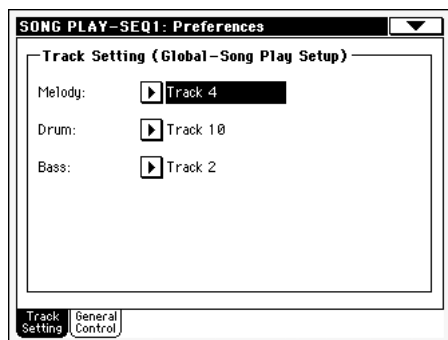 SONG PLAY-SEQ1: Preferences
Track Setting (Global-Song Play Setup)
Melody: Track 4
Drum: Track 10
Bass: Track 2
Track Setting
General Control